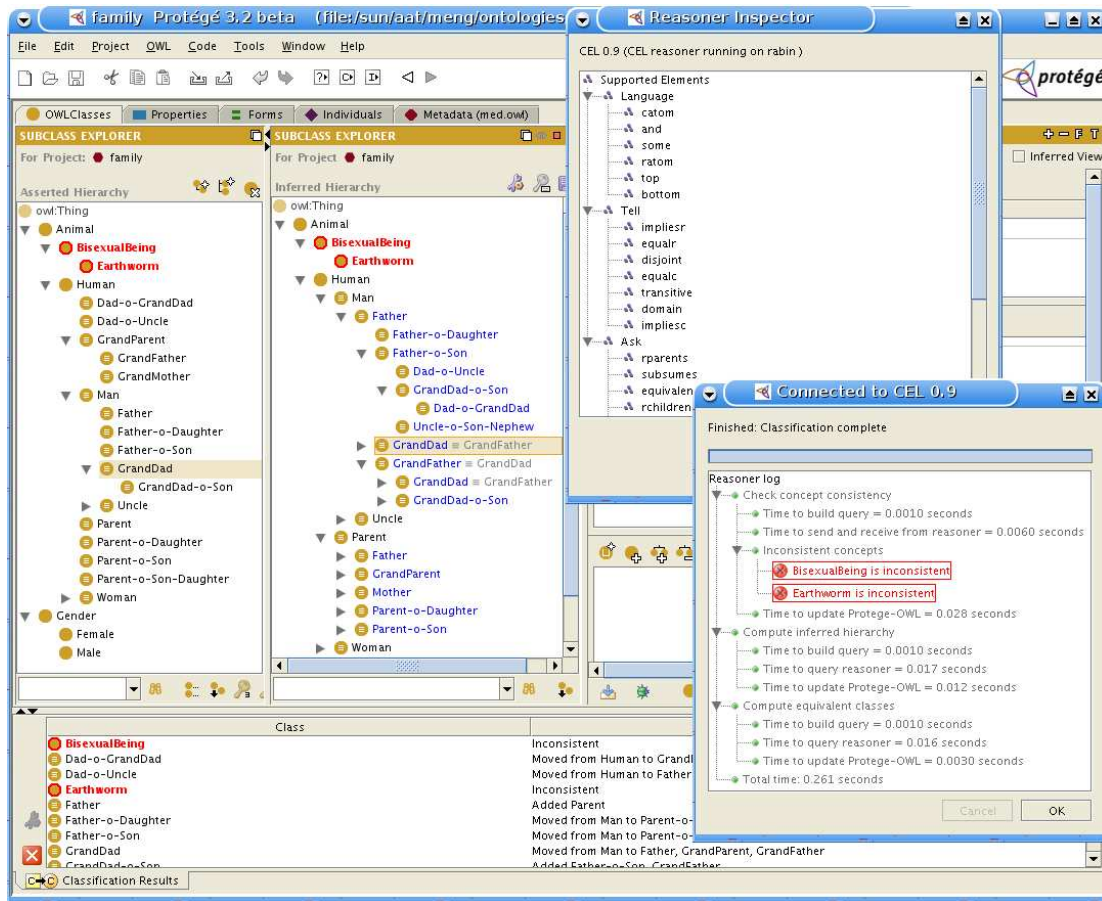 family Protégé 3.2 beta (file:/sun/aat/meng/ontologies
File Edit Project OWL Code Tools Window Help
protégé
OWLClasses Properties Forms Individuals Metadata (med.owl)
SUBCLASS EXPLORER
For Project: family
Asserted Hierarchy
owl:Thing
Animal
BisexualBeing
Earthworm
Human
Dad-o-GrandDad
Dad-o-Uncle
GrandParent
GrandFather
GrandMother
Man
Father
Father-o-Daughter
Father-o-Son
GrandDad
GrandDad-o-Son
Uncle
Parent
Parent-o-Daughter
Parent-o-Son
Parent-o-Son-Daughter
Woman
Gender
Female
Male
SUBCLASS EXPLORER
For Project family
Inferred Hierarchy
owl:Thing
Animal
BisexualBeing
Earthworm
Human
Man
Father
Father-o-Daughter
Father-o-Son
Dad-o-Uncle
GrandDad-o-Son
Dad-o-GrandDad
Uncle-o-Son-Nephew
GrandDad ≡ GrandFather
GrandFather ≡ GrandDad
GrandDad ≡ GrandFather
GrandDad-o-Son
Uncle
Parent
Father
GrandParent
Mother
Parent-o-Daughter
Parent-o-Son
Woman
F T
Inferred View
Reasoner Inspector
CEL 0.9 (CEL reasoner running on rabin )
Supported Elements
Language
catom
and
some
ratom
top
bottom
Tell
impliesr
equalr
disjoint
equalc
transitive
domain
impliesc
Ask
rparents
subsumes
equivalen
rchildren
Connected to CEL 0.9
Finished: Classification complete
Reasoner log
Check concept consistency
Time to build query = 0.0010 seconds
Time to send and receive from reasoner = 0.0060 seconds
Inconsistent concepts
BisexualBeing is inconsistent
Earthworm is inconsistent
Time to update Protege-OWL = 0.028 seconds
Compute inferred hierarchy
Time to build query = 0.0010 seconds
Time to query reasoner = 0.017 seconds
Time to update Protege-OWL = 0.012 seconds
Compute equivalent classes
Time to build query = 0.0010 seconds
Time to query reasoner = 0.016 seconds
Time to update Protege-OWL = 0.0030 seconds
Total time: 0.261 seconds
Cancel OK
Class
BisexualBeing Inconsistent
Dad-o-GrandDad Moved from Human to Grandl
Dad-o-Uncle Moved from Human to Father
Earthworm Inconsistent
Father Added Parent
Father-o-Daughter Moved from Man to Parent-o-
Father-o-Son Moved from Man to Parent-o-
GrandDad Moved from Man to Father, GrandParent, GrandFather
GrandDad-o-Son Added Father-o-Son, GrandFather
Classification Results